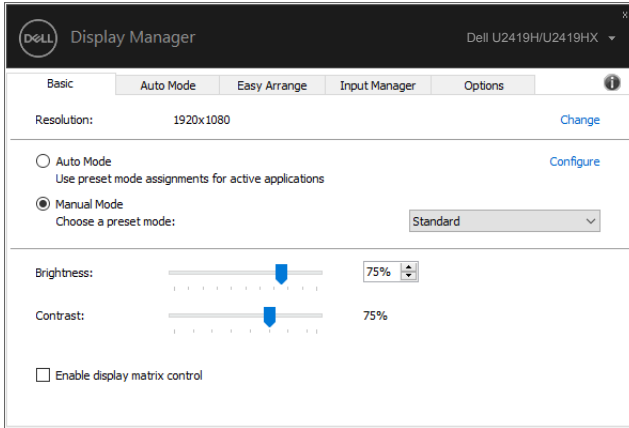 DELL Display Manager Dell U2419H/U2419HX
x
Basic Auto Mode Easy Arrange Input Manager Options i
Resolution: 1920x1080 Change
Auto Mode Configure
Use preset mode assignments for active applications
Manual Mode
Choose a preset mode: Standard
Brightness: 75%
Contrast: 75%
Enable display matrix control